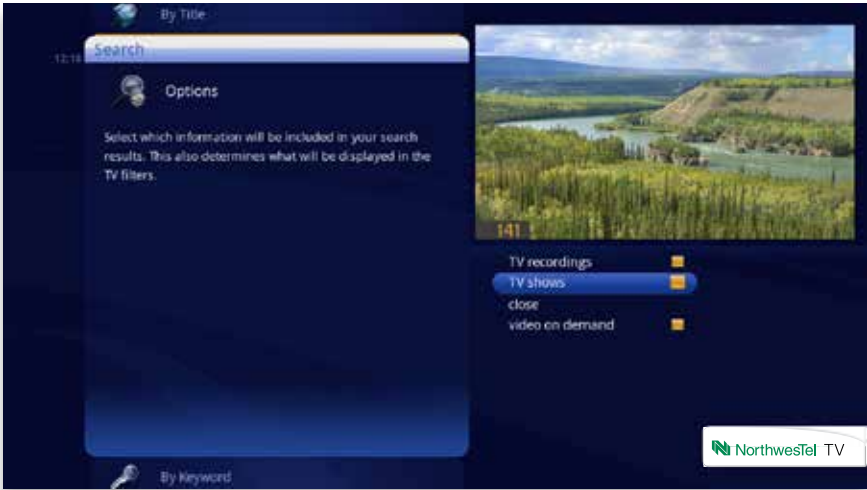 By Title
12:18
Search
Options
Select which information will be included in your search
results. This also determines what will be displayed in the
TV filters.
141
TV recordings
TV shows
close
video on demand
NorthwesTel TV
By Keyword